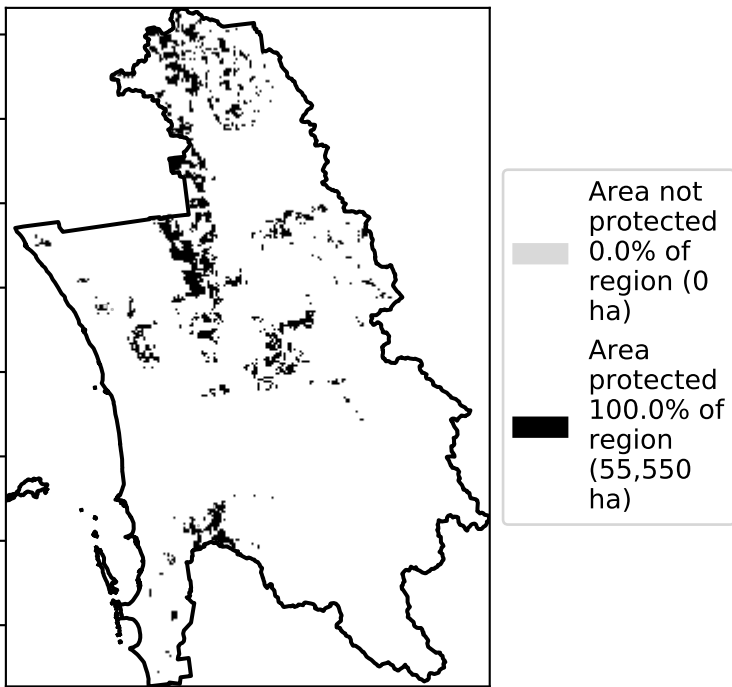 Area not
protected
0.0% of
region (0
ha)
Area
protected
100.0% of
region
(55,550
ha)